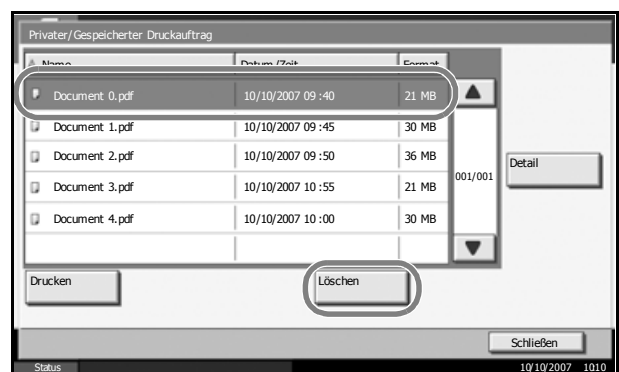 Privater/Gespeicherter Druckauftrag
Name Datum /Zeit Format
Document 0.pdf 10/10/2007 09 :40 21 MB
Document 1.pdf 10/10/2007 09 :45 30 MB
Document 2.pdf 10/10/2007 09 :50 36 MB
Document 3.pdf 10/10/2007 10 :55 21 MB
Document 4.pdf 10/10/2007 10 :00 30 MB
001/001
Detail
Drucken Löschen
Schließen
Status 10/10/2007 1010